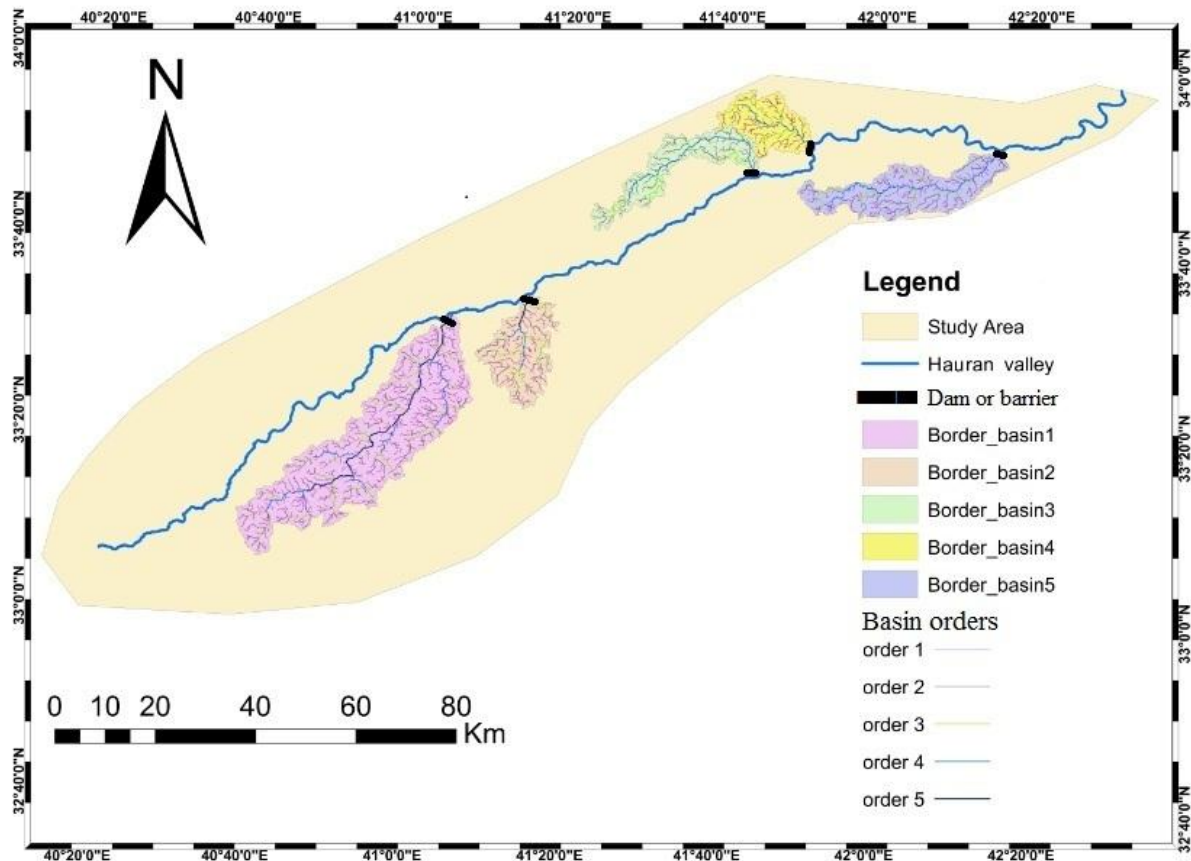 40°20'0"E 40°40'0"E 41°0'0"E 41°20'0"E 41°40'0"E 42°0'0"E 42°20'0"E
34°0'0"N
34°0'0"N
N
33°40'0"N
33°40'0"N
33°20'0"N
33°20'0"N
33°0'0"N
33°0'0"N
32°40'0"N
32°40'0"N
Legend
Study Area
Hauran valley
Dam or barrier
Border_basin1
Border_basin2
Border_basin3
Border_basin4
Border_basin5
Basin orders
order 1
order 2
order 3
order 4
order 5
0 10 20 40 60 80
Km
40°20'0"E 40°40'0"E 41°0'0"E 41°20'0"E 41°40'0"E 42°0'0"E 42°20'0"E